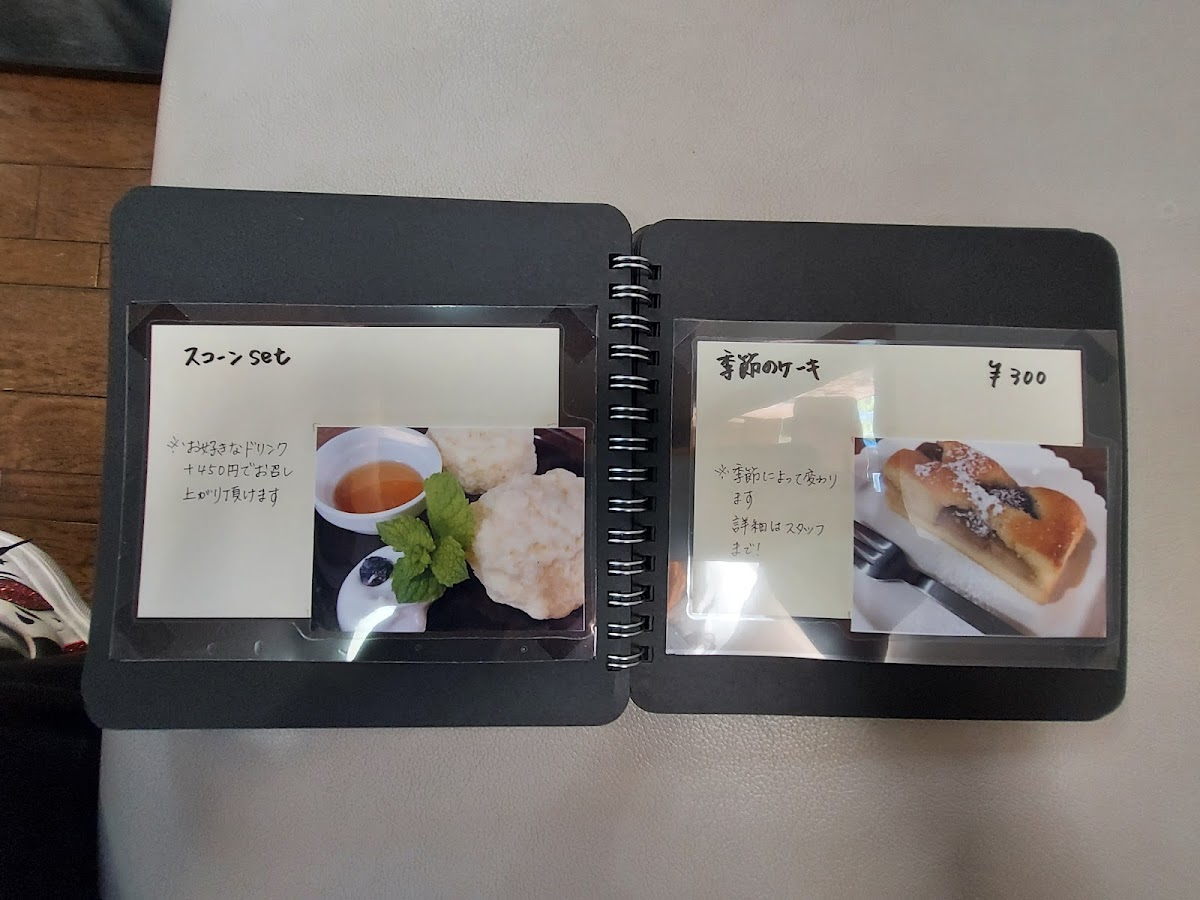 スコーンset
※お好きなドリンク
+450円でお召し
上がり頂けます
季節のケーキ ¥300
※季節によって変わり
ます
詳細はスタッフ
まで!